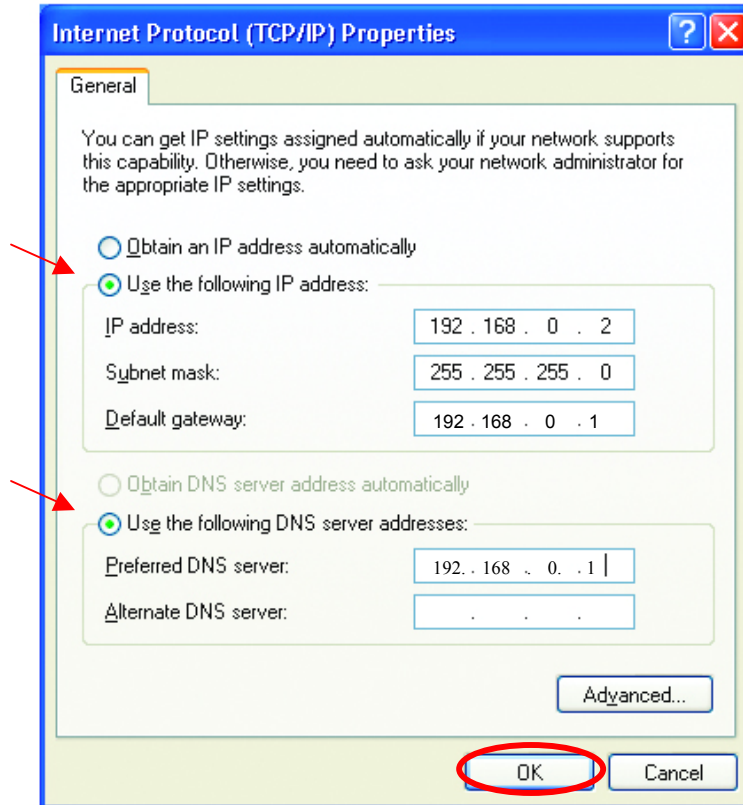 Internet Protocol (TCP/IP) Properties
General
You can get IP settings assigned automatically if your network supports
this capability. Otherwise, you need to ask your network administrator for
the appropriate IP settings.
Obtain an IP address automatically
Use the following IP address:
IP address: 192 . 168 . 0 . 2
Subnet mask: 255 . 255 . 255 . 0
Default gateway: 192 . 168 . 0 . 1
Obtain DNS server address automatically
Use the following DNS server addresses:
Preferred DNS server: 192. . 168 . . 0. . 1
Alternate DNS server: . . .
Advanced...
OK Cancel